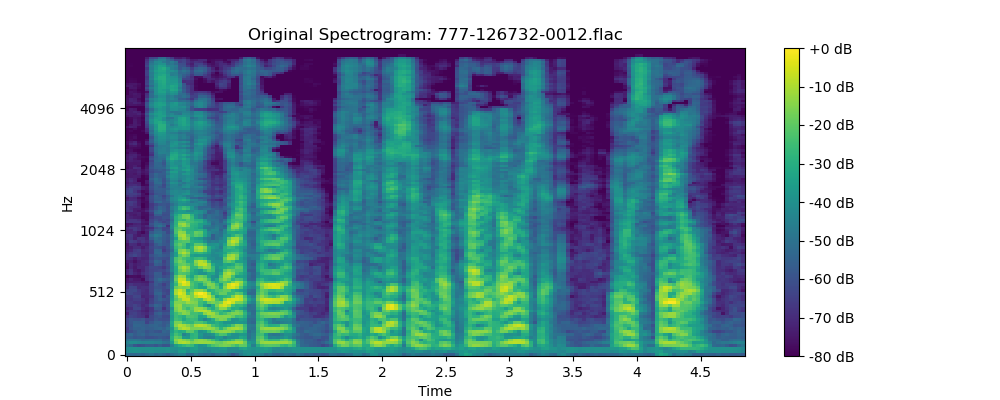 Original Spectrogram: 777-126732-0012.flac
+0 dB
-10 dB
-20 dB
-30 dB
-40 dB
-50 dB
-60 dB
-70 dB
-80 dB
Hz
4096
2048
1024
512
0
0 0.5 1 1.5 2 2.5 3 3.5 4 4.5
Time